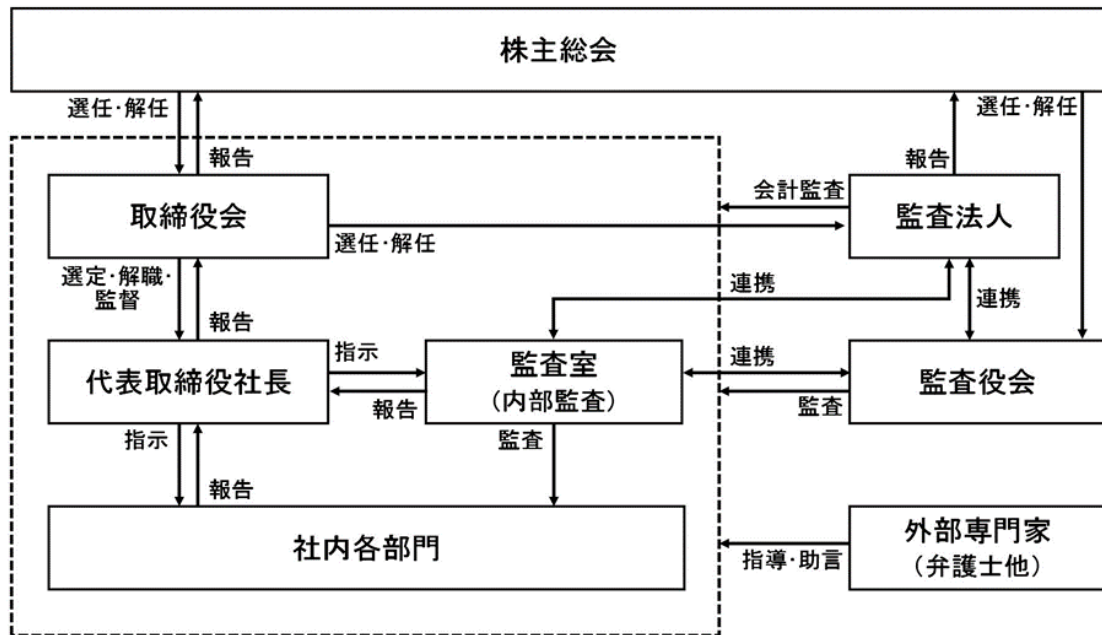 株主総会
選任・解任
報告
報告
選任・解任
取締役会
会計監査
監査法人
選任・解任
選定・解職・
監督
報告
連携
連携
代表取締役社長
指示
報告
監査室
(内部監査)
連携
監査
監査役会
指示
報告
監査
社内各部門
指導・助言
外部専門家
(弁護士他)